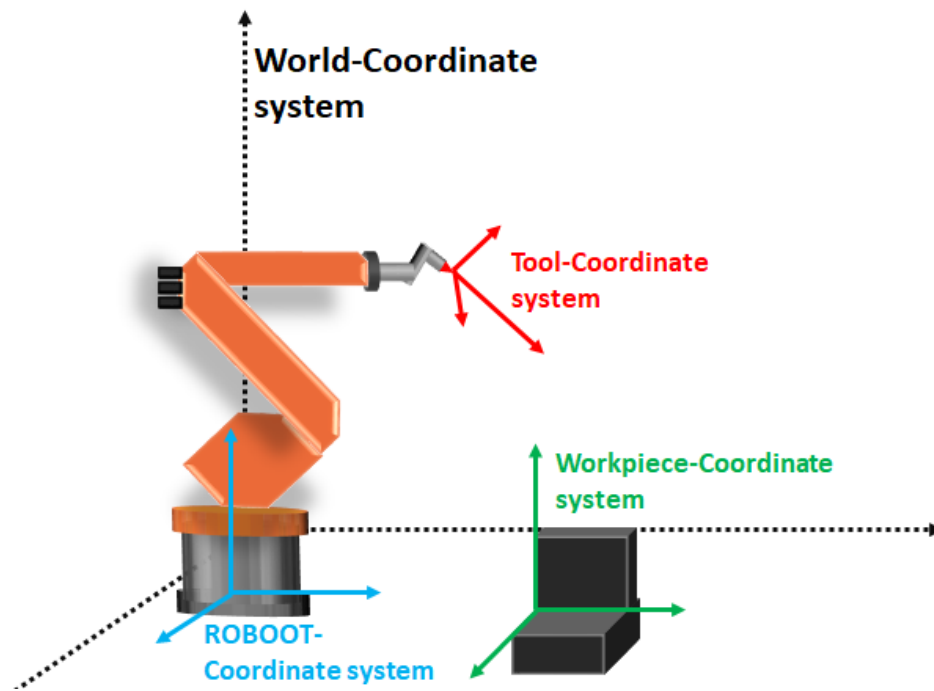 World-Coordinate
system
Tool-Coordinate
system
Workpiece-Coordinate
system
ROBOOT-
Coordinate system